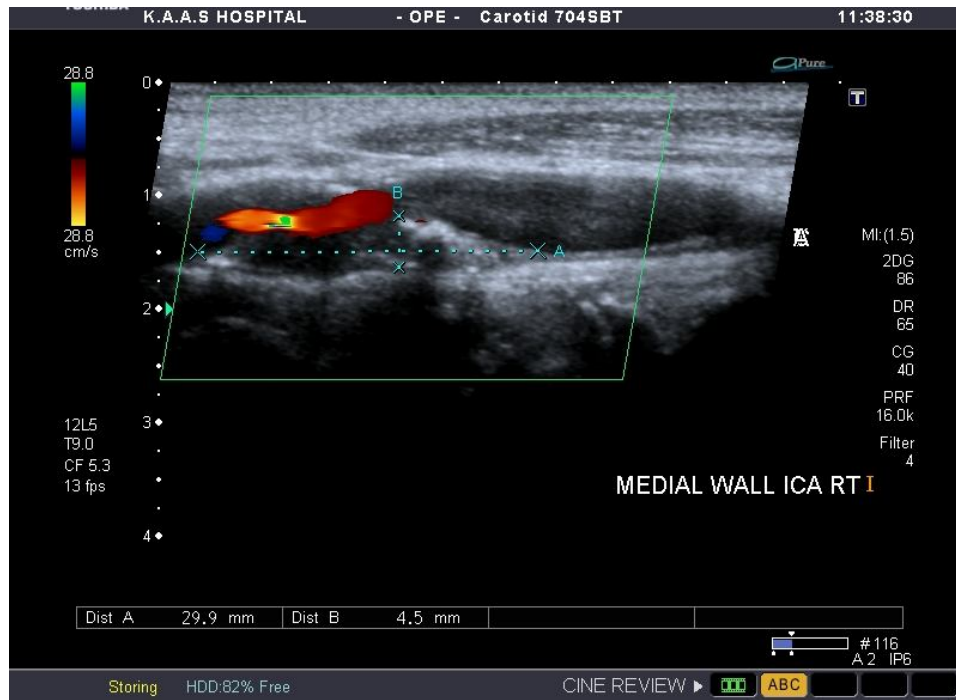 K.A.A.S HOSPITAL - OPE - Carotid 704SBT 11:38:30
aPure
28.8
0
T
1
B
28.8
cm/s
A
MI:(1.5)
2DG
86
2
DR
65
CG
40
PRF
16.0k
Filter
4
12L5
T9.0
CF 5.3
13 fps
3
MEDIAL WALL ICA RT I
4
Dist A 29.9 mm Dist B 4.5 mm
#116
A 2 IP6
Storing HDD:82% Free CINE REVIEW ABC